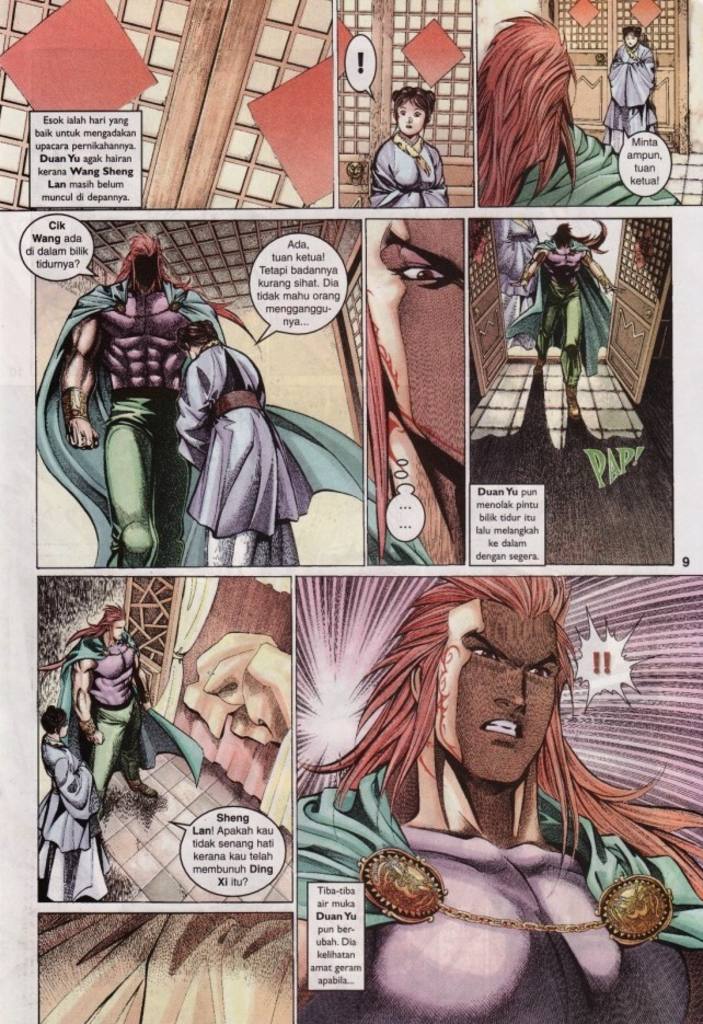 Esok ialah hari yang
baik untuk mengadakan
upacara pernikahannya.
Duan Yu agak hairan
kerana Wang Sheng
Lan masih belum
muncul di depannya.
!
Minta
ampun,
tuan
ketua!
Cik
Wang ada
di dalam bilik
tidurnya?
Ada,
tuan ketua!
Tetapi badannya
kurang sihat. Dia
tidak mahu orang
mengganggu-
nya...
...
...
Duan Yu pun
menolak pintu
bilik tidur itu
lalu melangkah
ke dalam
dengan segera.
PAP!
9
Sheng
Lan! Apakah kau
tidak senang hati
kerana kau telah
membunuh Ding
Xi itu?
!!
Tiba-tiba
air muka
Duan Yu
pun ber-
ubah. Dia
kelihatan
amat geram
apabila...